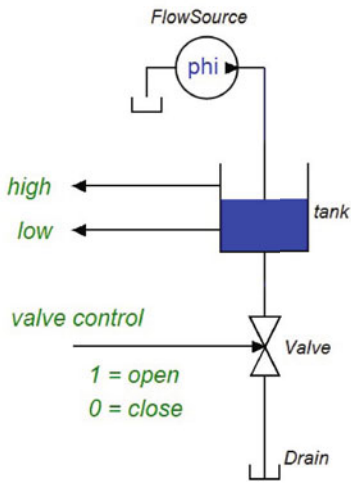 FlowSource
phi
high
tank
low
valve control
Valve
1 = open
0 = close
Drain